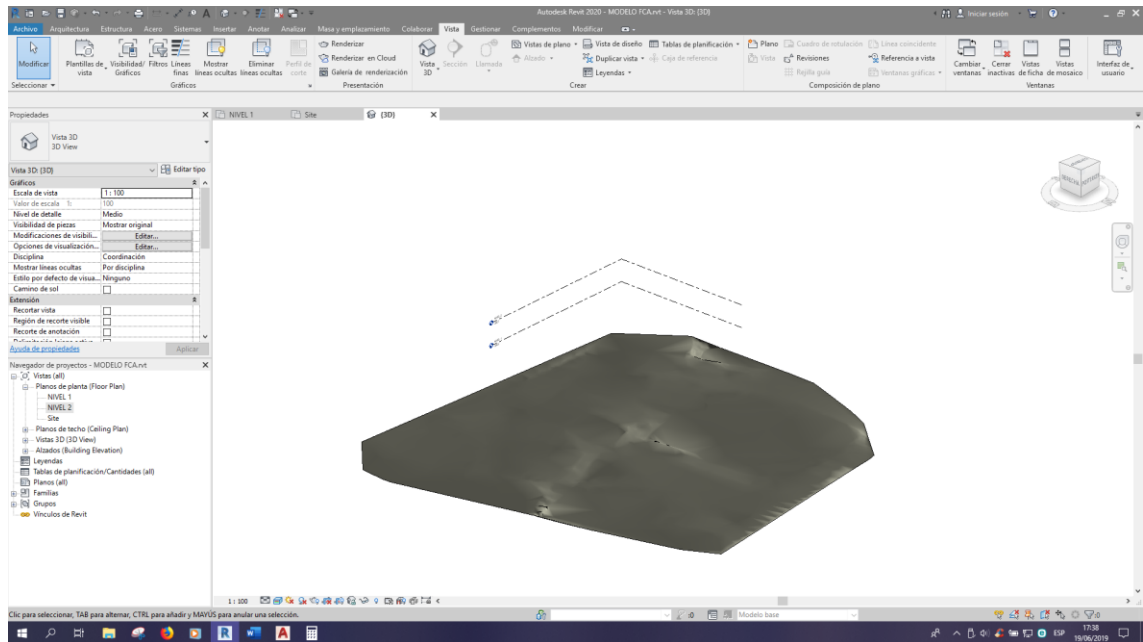 Autodesk Revit 2020 - MODELO FCA.rvt - Vista 3D: {3D}
Iniciar sesión
Archivo Arquitectura Estructura Acero Sistemas Insertar Anotar Analizar Masa y emplazamiento Colaborar Vista Gestionar Complementos Modificar
Modificar
Plantillas de vista
Visibilidad/ Gráficos
Filtros
Líneas finas
Mostrar líneas ocultas
Eliminar líneas ocultas
Perfil de corte
Renderizar
Renderizar en Cloud
Galería de renderización
Vista 3D
Sección
Llamada
Vistas de plano
Alzado
Vista de diseño
Duplicar vista
Leyendas
Tablas de planificación
Caja de referencia
Plano
Vista
Cuadro de rotulación
Revisiones
Rejilla guía
Línea coincidente
Referencia a vista
Ventanas gráficas
Cambiar ventanas
Cerrar inactivas
Vistas de ficha
Vistas de mosaico
Interfaz de usuario
Seleccionar
Gráficos
Presentación
Crear
Composición de plano
Ventanas
Propiedades
NIVEL 1
Site
{3D}
Vista 3D
3D View
Vista 3D: {3D}
Editar tipo
Gráficos
Escala de vista 1 : 100
Valor de escala 1: 100
Nivel de detalle Medio
Visibilidad de piezas Mostrar original
Modificaciones de visibili... Editar...
Opciones de visualización... Editar...
Disciplina Coordinación
Mostrar líneas ocultas Por disciplina
Estilo por defecto de visua... Ninguno
Camino de sol
Extensión
Recortar vista
Región de recorte visible
Recorte de anotación
Ayuda de propiedades
Aplicar
Navegador de proyectos - MODELO FCA.rvt
Vistas (all)
Planos de planta (Floor Plan)
NIVEL 1
NIVEL 2
Site
Planos de techo (Ceiling Plan)
Vistas 3D (3D View)
Alzados (Building Elevation)
Leyendas
Tablas de planificación/Cantidades (all)
Planos (all)
Familias
Grupos
Vínculos de Revit
1 : 100
Clic para seleccionar, TAB para alternar, CTRL para añadir y MAYÚS para anular una selección.
:0
Modelo base
:0
ESP
17:38
19/06/2019